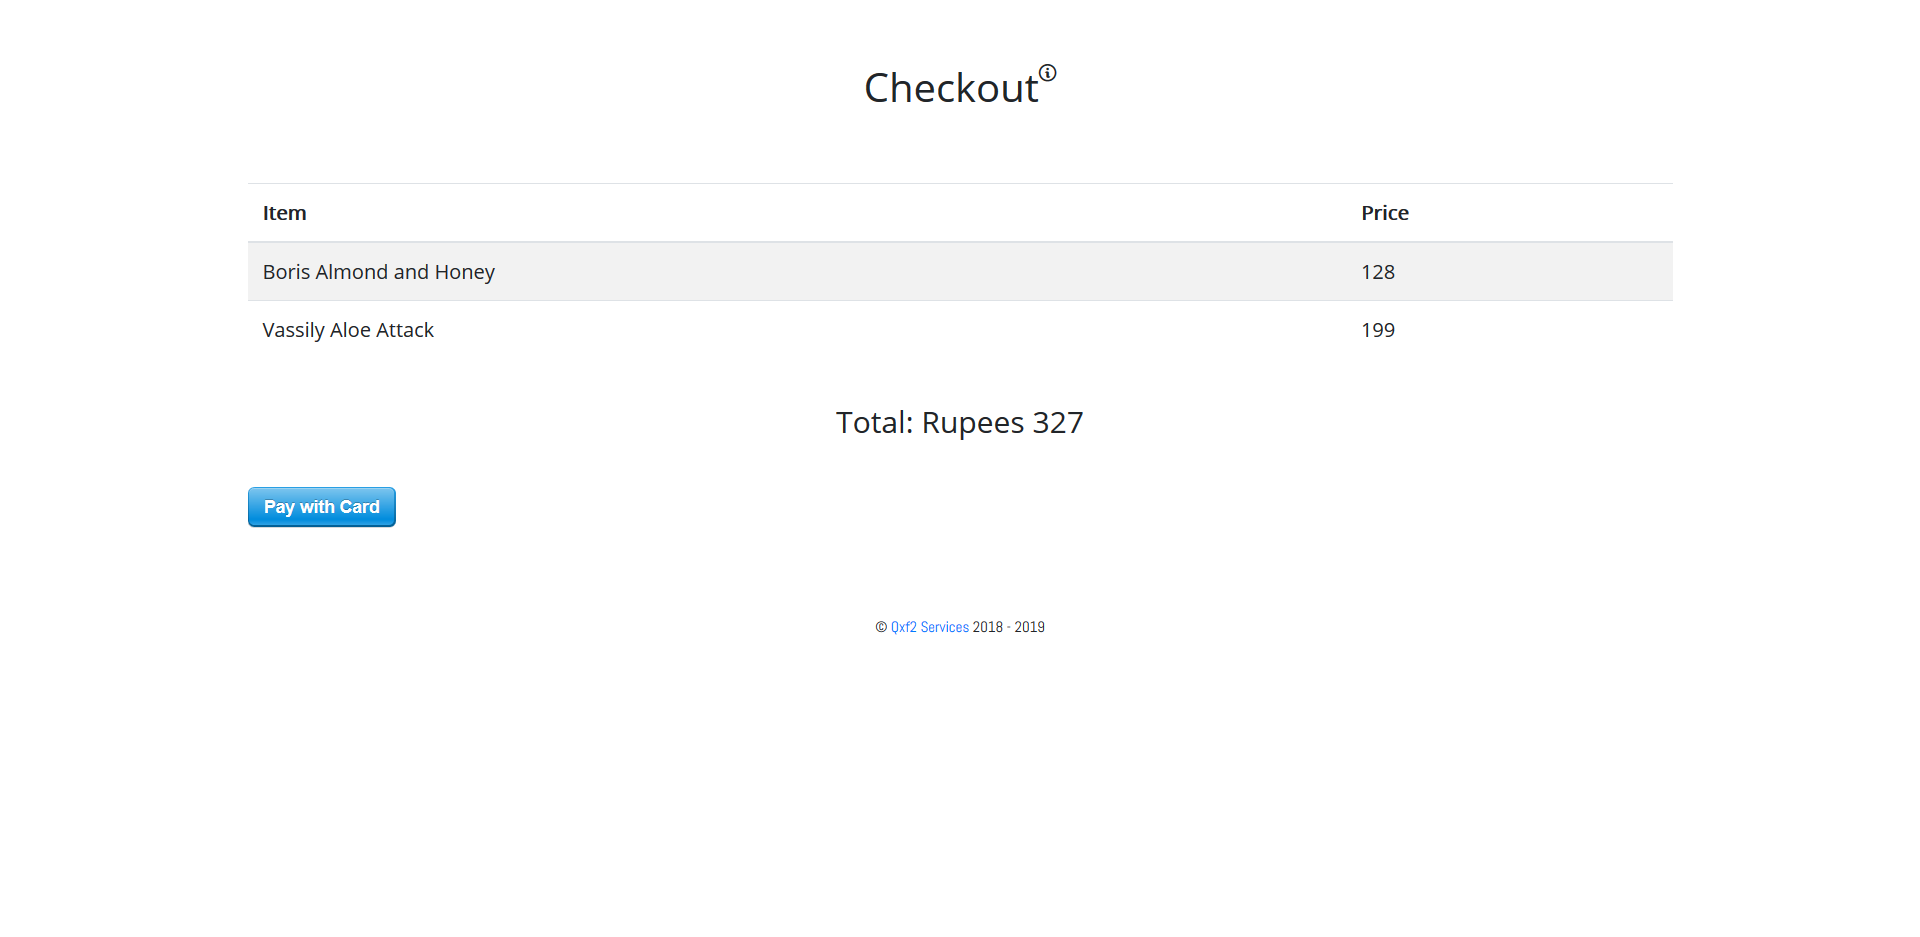 Checkout
Item Price
Boris Almond and Honey 128
Vassily Aloe Attack 199
Total: Rupees 327
Pay with Card
© Qxf2 Services 2018 - 2019